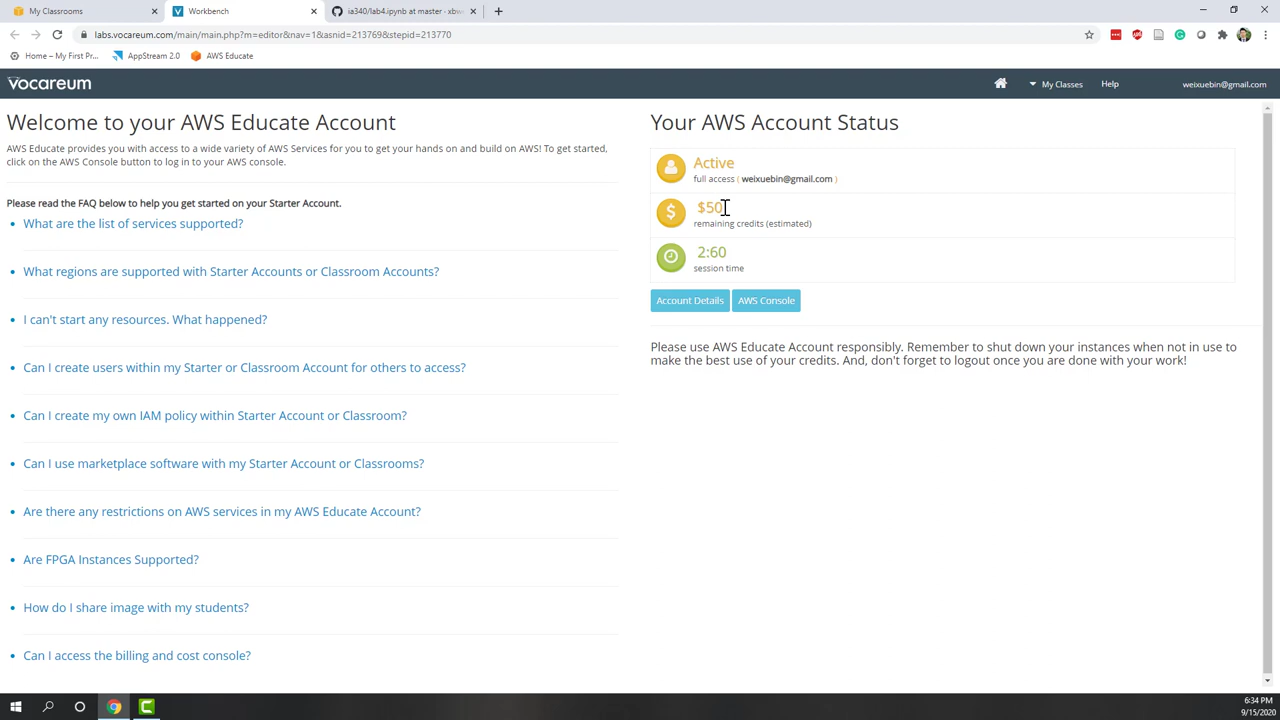 My Classrooms
Workbench
ia340/lab4.ipynb at master · xbw
labs.vocareum.com/main/main.php?m=editor&nav=1&asnid=213769&stepid=213770
Home – My First Pr...
AppStream 2.0
AWS Educate
vocareum
My Classes
Help
weixuebin@gmail.com
Welcome to your AWS Educate Account
AWS Educate provides you with access to a wide variety of AWS Services for you to get your hands on and build on AWS! To get started,
click on the AWS Console button to log in to your AWS console.
Please read the FAQ below to help you get started on your Starter Account.
• What are the list of services supported?
• What regions are supported with Starter Accounts or Classroom Accounts?
• I can't start any resources. What happened?
• Can I create users within my Starter or Classroom Account for others to access?
• Can I create my own IAM policy within Starter Account or Classroom?
• Can I use marketplace software with my Starter Account or Classrooms?
• Are there any restrictions on AWS services in my AWS Educate Account?
• Are FPGA Instances Supported?
• How do I share image with my students?
• Can I access the billing and cost console?
Your AWS Account Status
Active
full access ( weixuebin@gmail.com )
$ $50
remaining credits (estimated)
2:60
session time
Account Details
AWS Console
Please use AWS Educate Account responsibly. Remember to shut down your instances when not in use to
make the best use of your credits. And, don't forget to logout once you are done with your work!
6:34 PM
9/15/2020